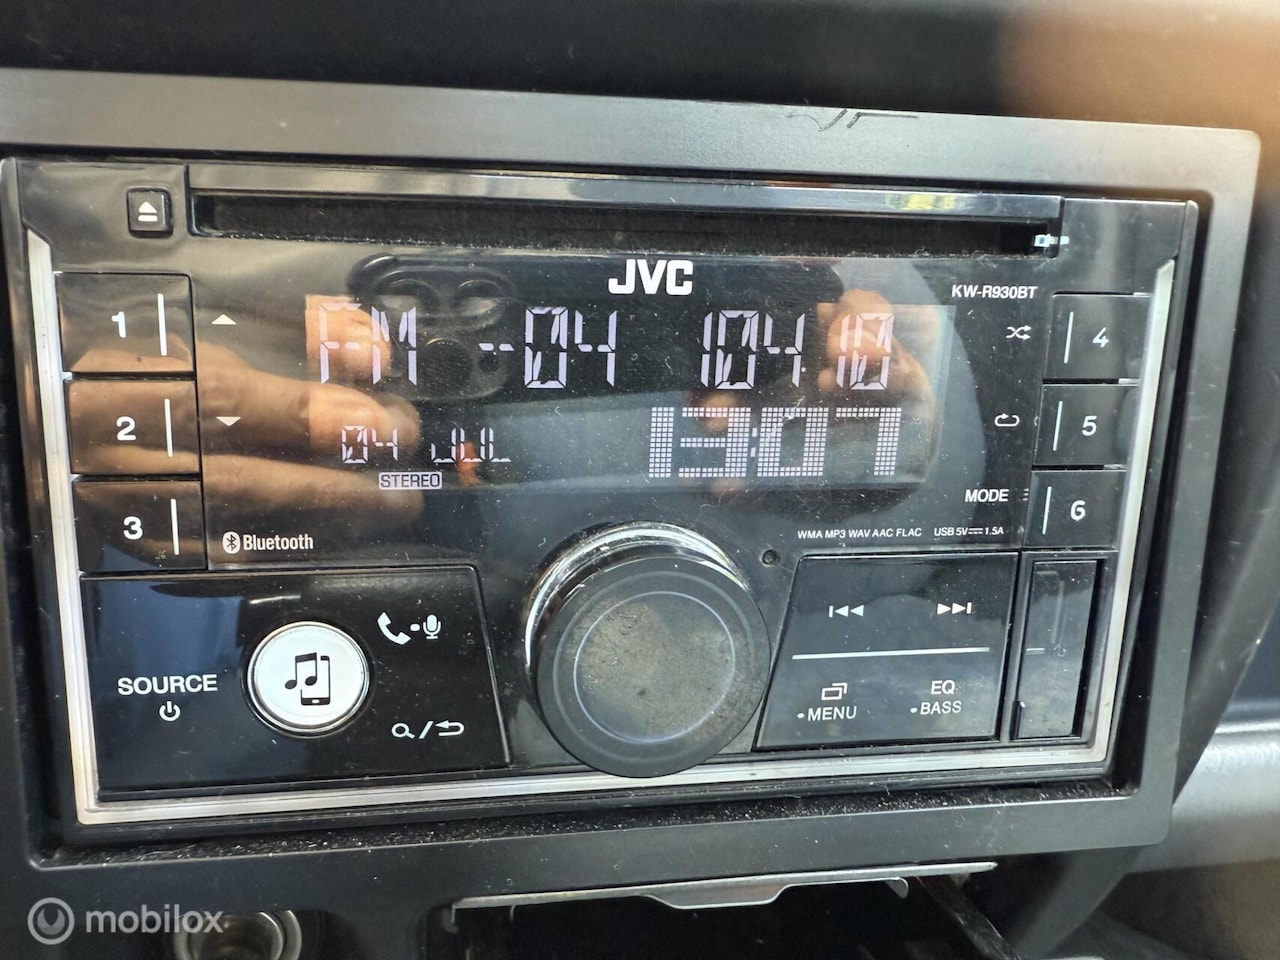 JVC
KW-R930BT
1
2
3
FM -04 104.10
04 JUL
13:07
STEREO
4
5
6
MODE
Bluetooth
WMA MP3 WAV AAC FLAC USB 5V 1.5A
SOURCE
MENU
EQ
BASS
mobilox